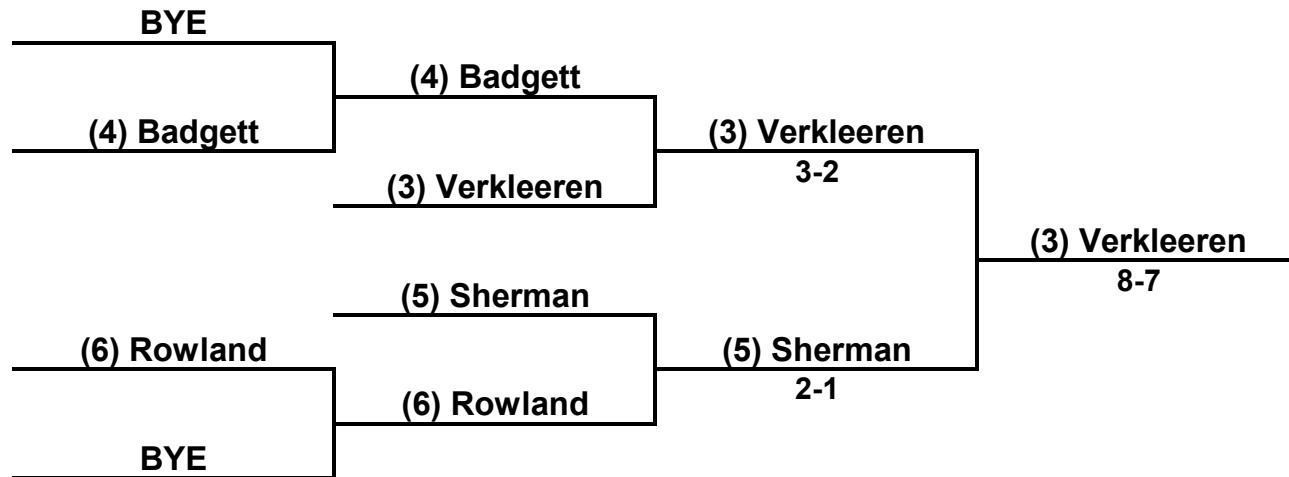 BYE
(4) Badgett
(4) Badgett
(3) Verkleeren
3-2
(3) Verkleeren
(3) Verkleeren
8-7
(5) Sherman
(6) Rowland
(5) Sherman
2-1
(6) Rowland
BYE